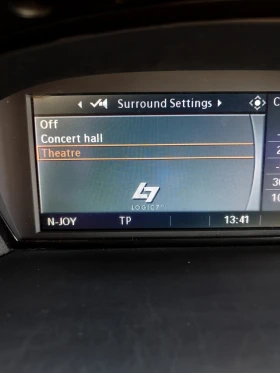 Surround Settings
Off
Concert hall
Theatre
LOGIC7
N-JOY TP 13:41